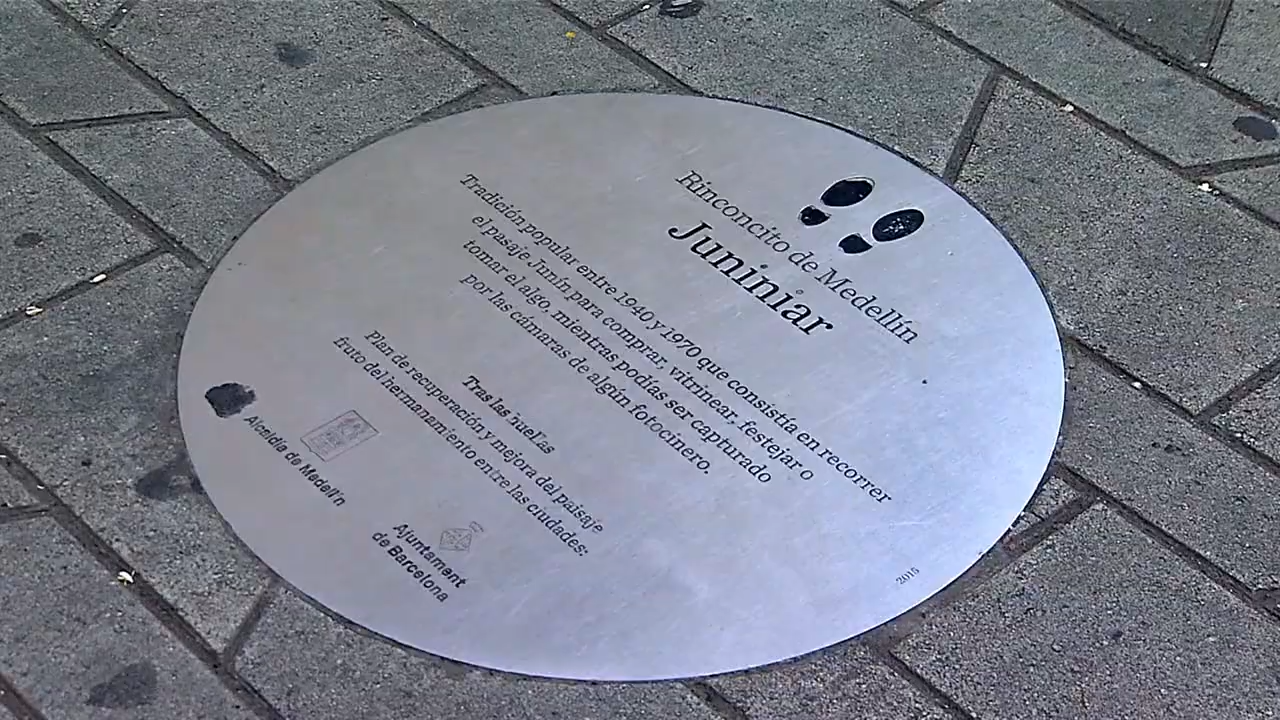 Rinconcito de Medellín
Juniniar
Tradición popular entre 1940 y 1970 que consistía en recorrer
el pasaje Junín para comprar, vitrinear, festejar o
tomar el algo, mientras podías ser capturado
por las cámaras de algún fotocinero.
Tras las huellas
Plan de recuperación y mejora del paisaje
fruto del hermanamiento entre las ciudades:
Alcaldía de Medellín
Ajuntament
de Barcelona
2015